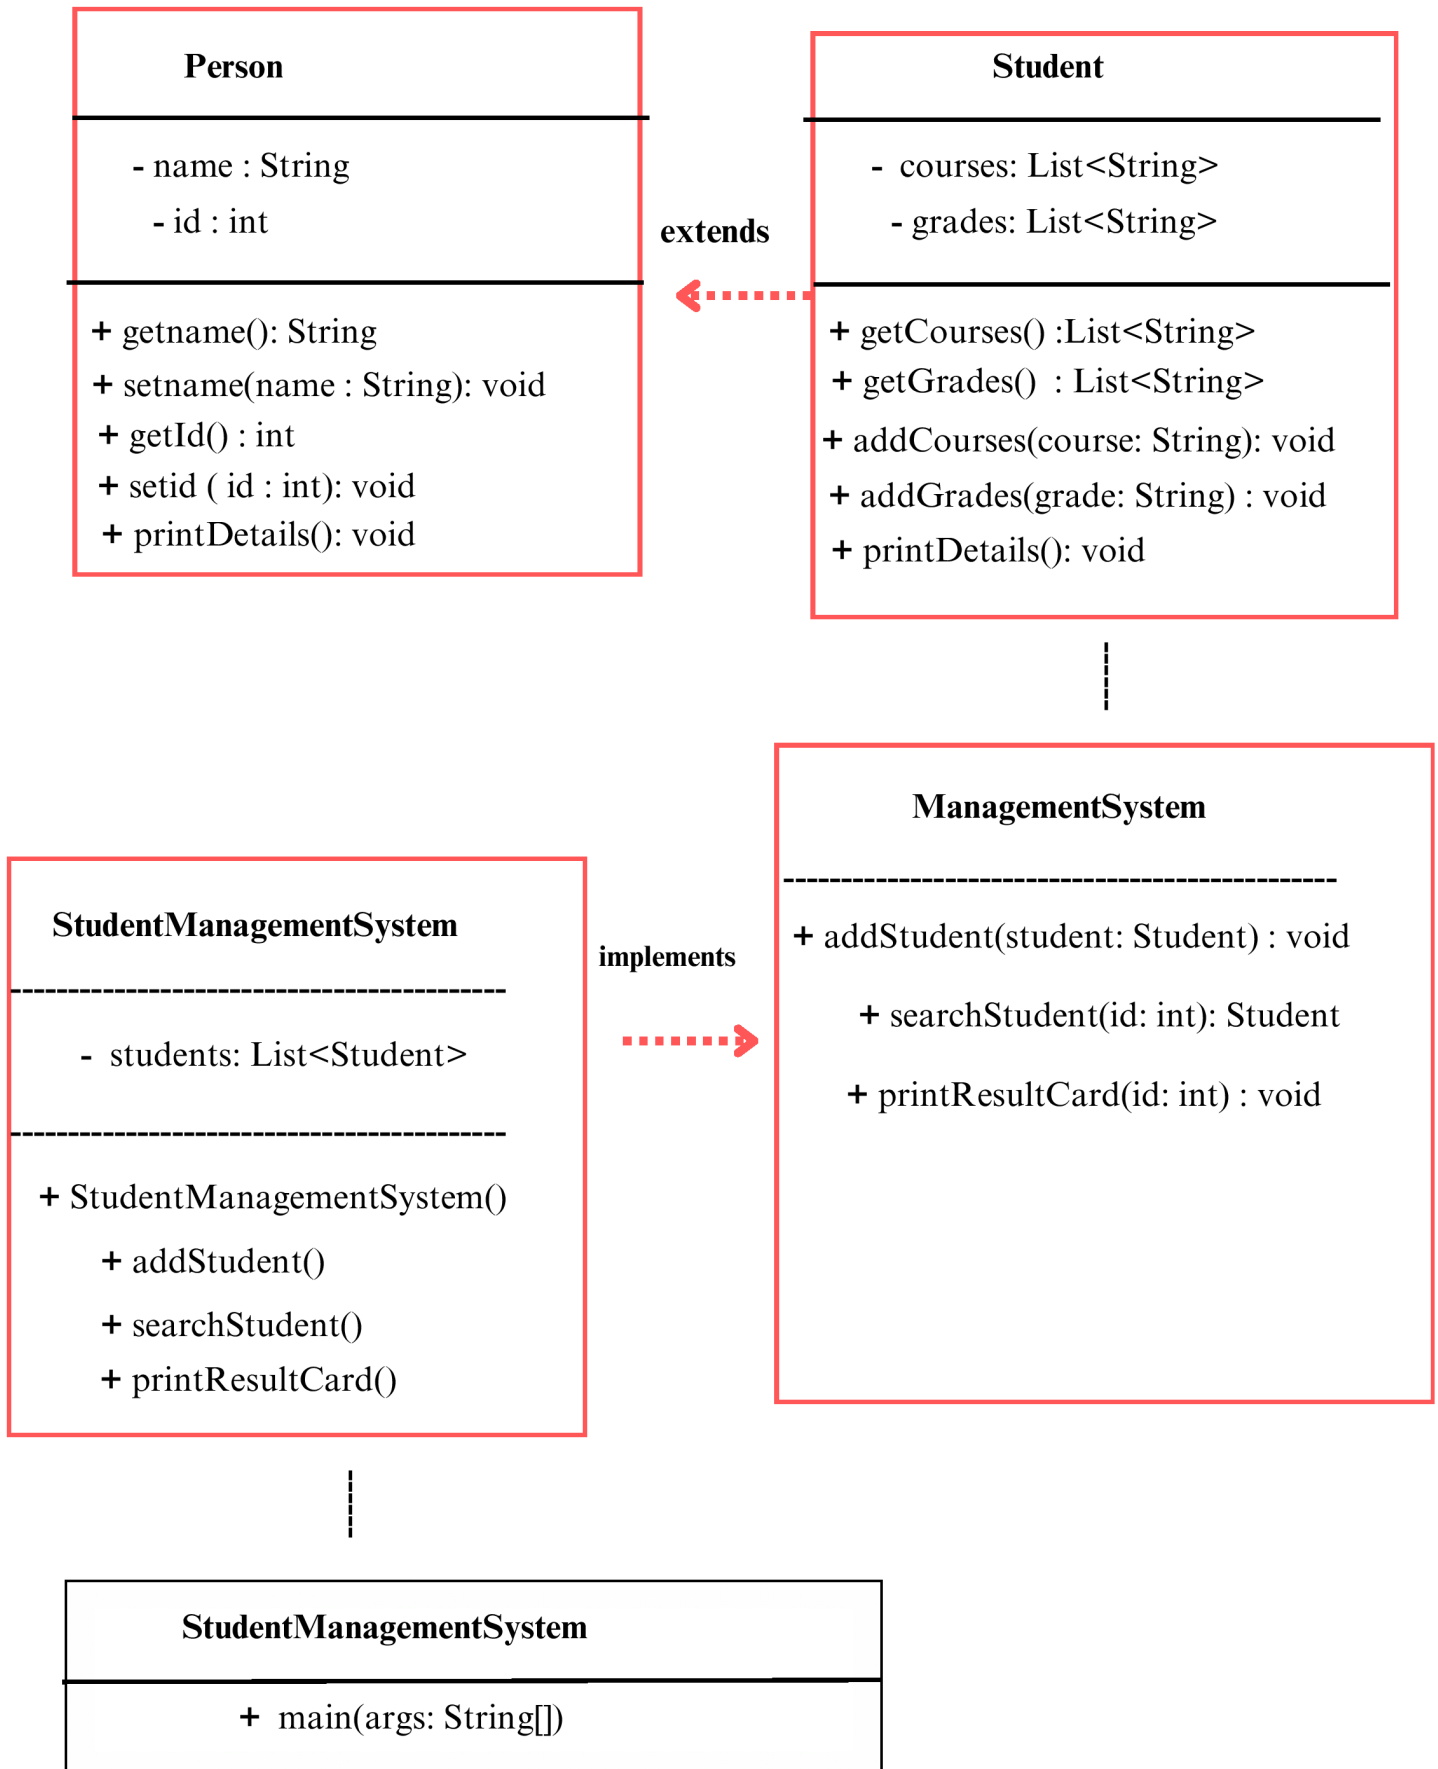 Person
- name : String
- id : int
+ getname(): String
+ setname(name : String): void
+ getId() : int
+ setid ( id : int): void
+ printDetails(): void
extends
Student
- courses: List<String>
- grades: List<String>
+ getCourses() :List<String>
+ getGrades() : List<String>
+ addCourses(course: String): void
+ addGrades(grade: String) : void
+ printDetails(): void
ManagementSystem
+ addStudent(student: Student) : void
+ searchStudent(id: int): Student
+ printResultCard(id: int) : void
implements
StudentManagementSystem
- students: List<Student>
+ StudentManagementSystem()
+ addStudent()
+ searchStudent()
+ printResultCard()
StudentManagementSystem
+ main(args: String[])